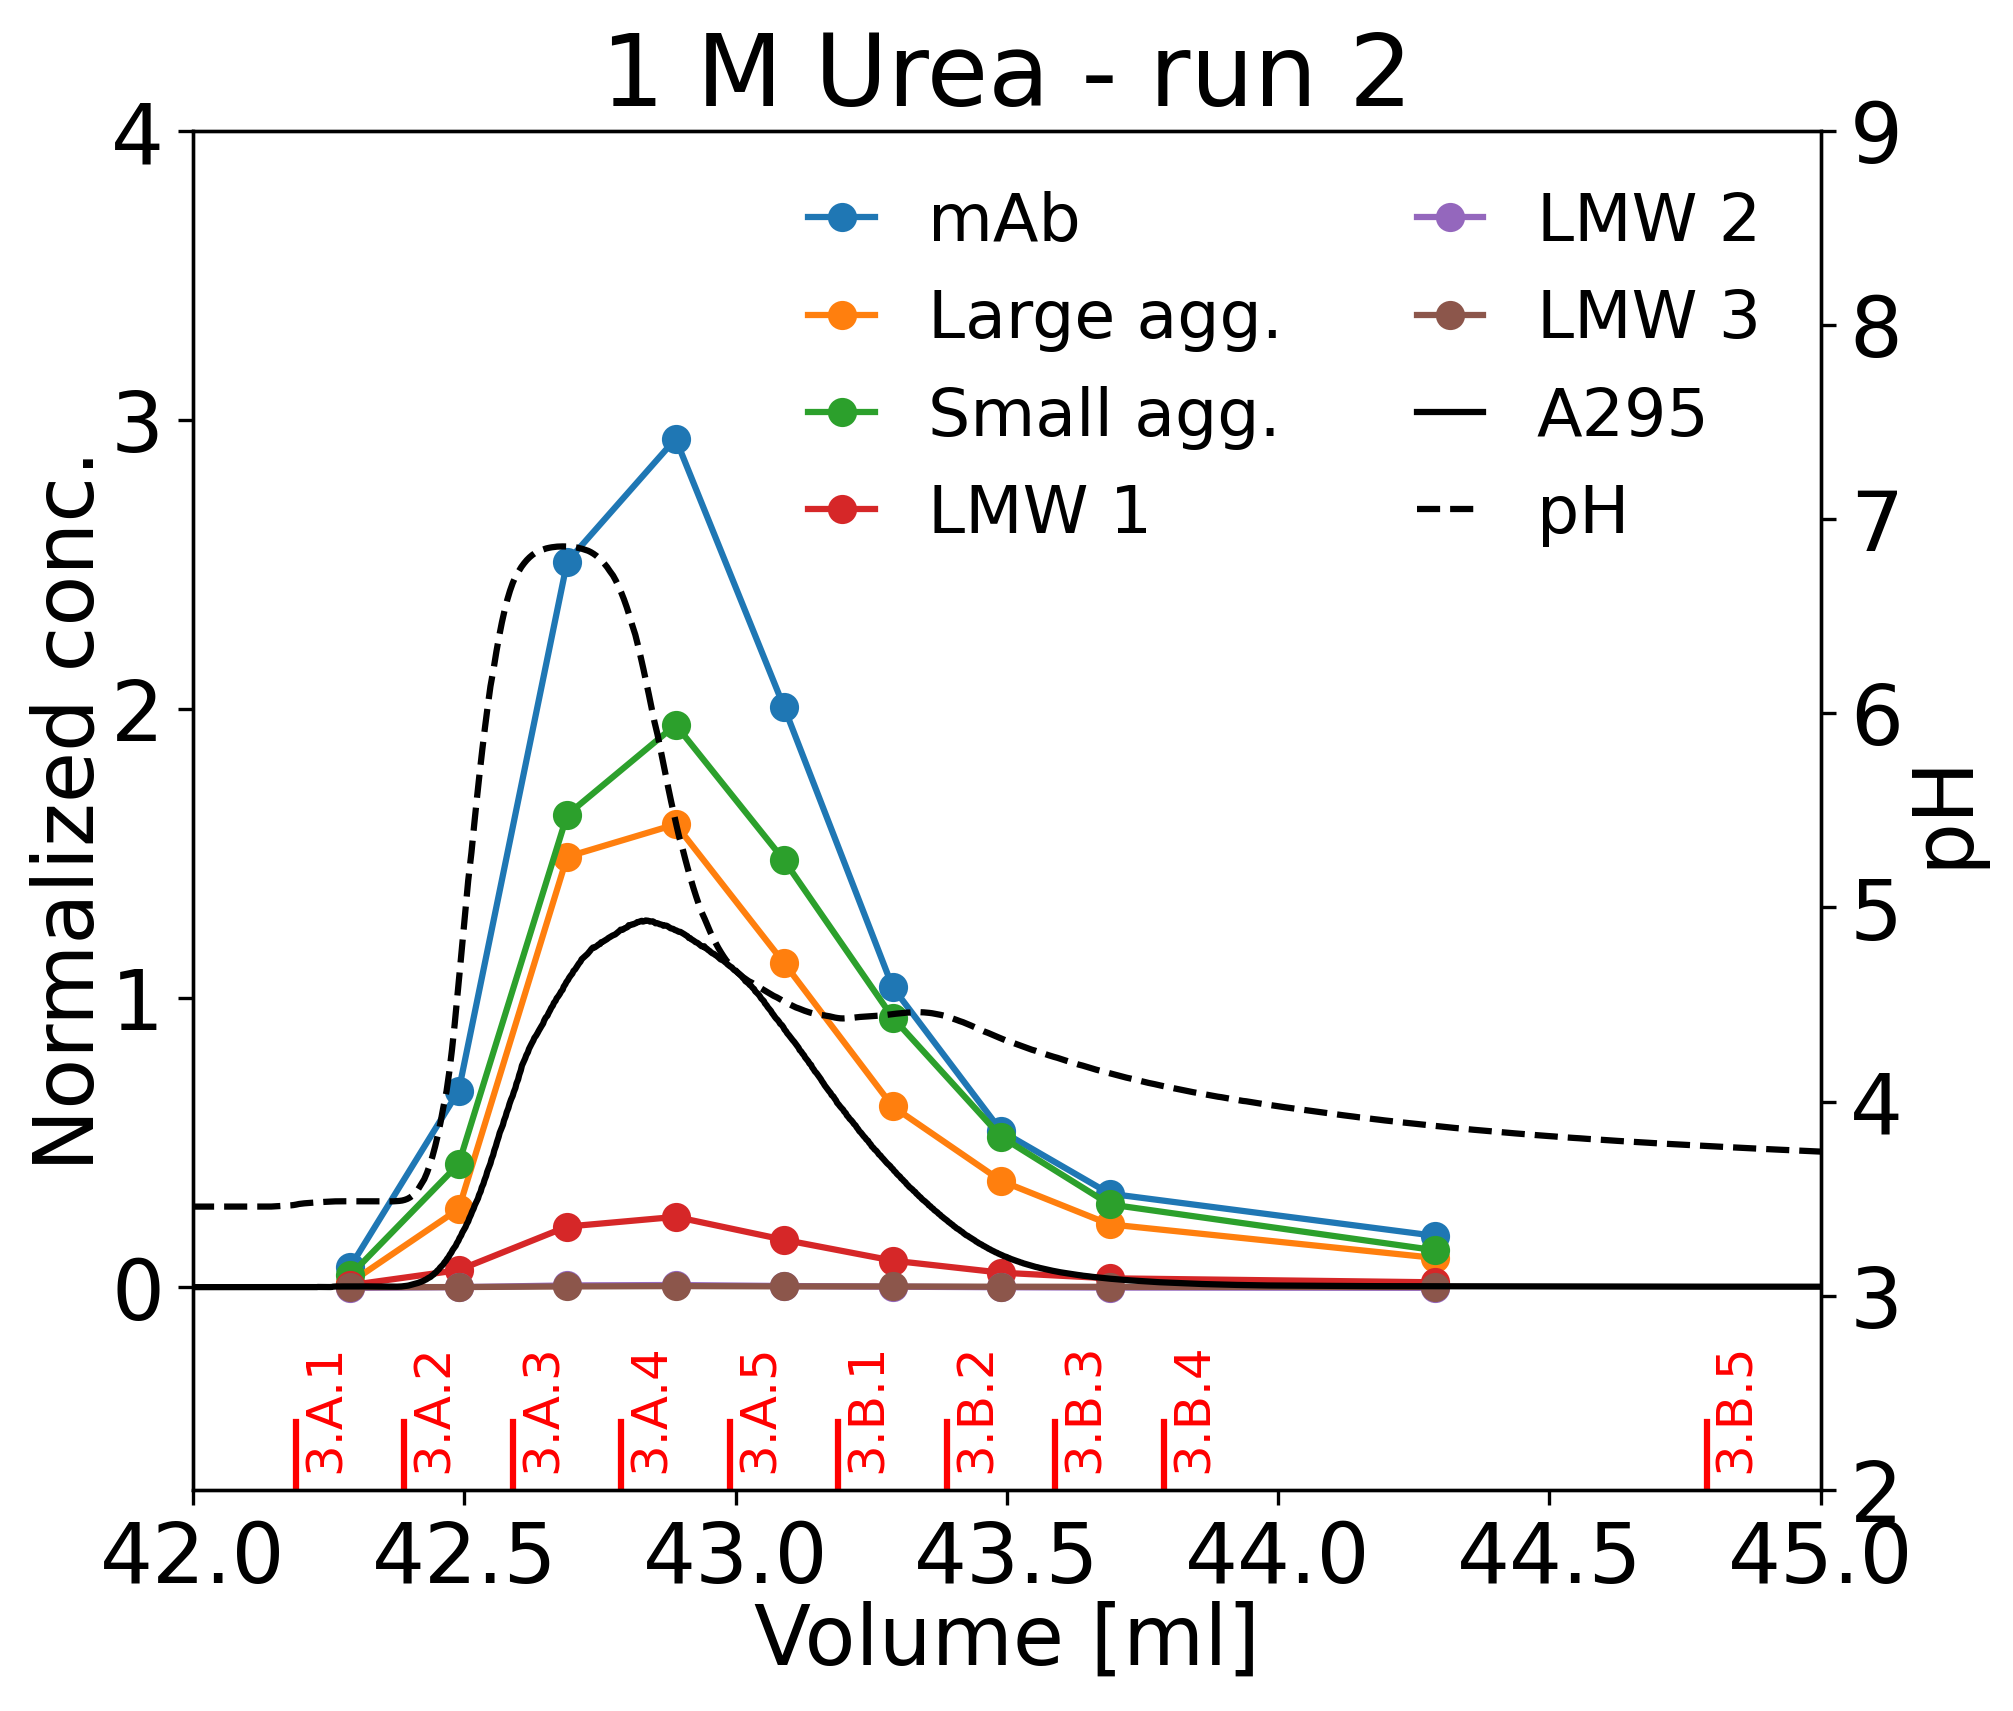 1 M Urea - run 2
4
3
2
1
0
Normalized conc.
9
8
7
6
5
4
3
2
pH
mAb
Large agg.
Small agg.
LMW 1
LMW 2
LMW 3
A295
pH
3.A.1
3.A.2
3.A.3
3.A.4
3.A.5
3.B.1
3.B.2
3.B.3
3.B.4
3.B.5
42.0 42.5 43.0 43.5 44.0 44.5 45.0
Volume [ml]